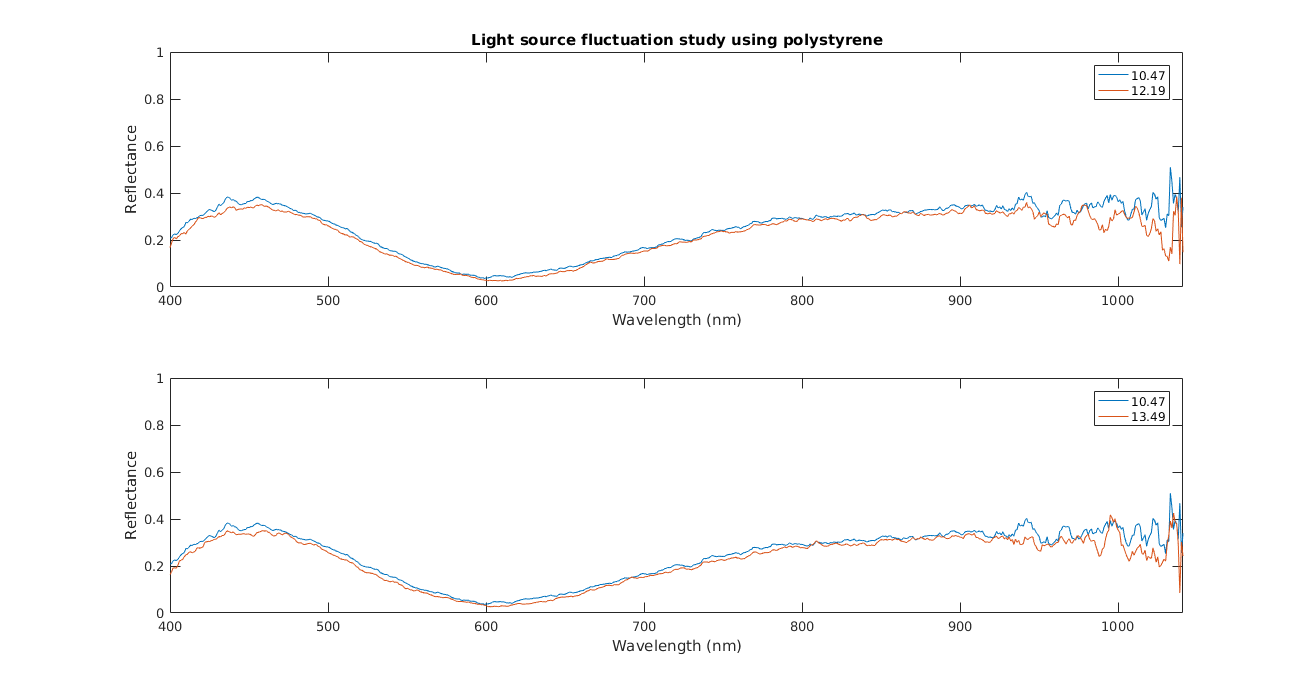 Light source fluctuation study using polystyrene
1
0.8
0.6
0.4
0.2
0
Reflectance
10.47
12.19
400 500 600 700 800 900 1000
Wavelength (nm)
1
0.8
0.6
0.4
0.2
0
Reflectance
10.47
13.49
400 500 600 700 800 900 1000
Wavelength (nm)